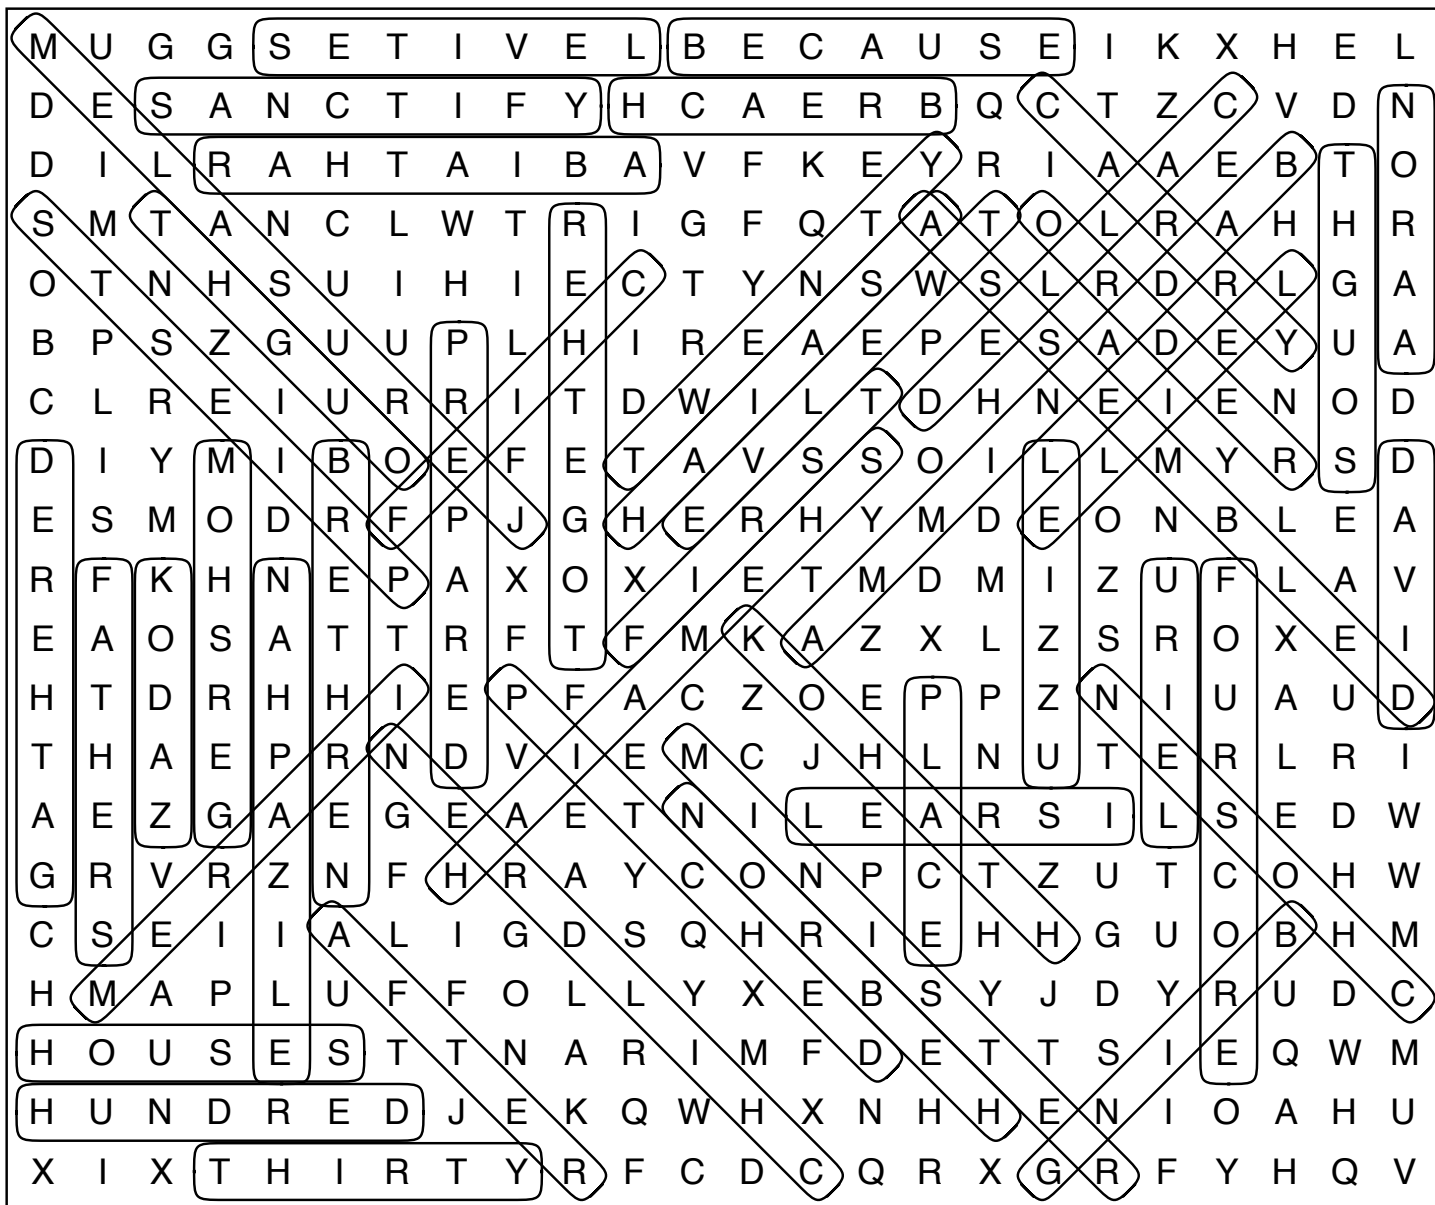 M U G G S E T I V E L B E C A U S E I K X H E L
D E S A N C T I F Y H C A E R B Q C T Z C V D N
D I L R A H T A I B A V F K E Y R I A A E B T O
S M T A N C L W T R I G F Q T A T O L R A H H R
O T N H S U I H I E C T Y N S W S L R D R L G A
B P S Z G U U P L H I R E A E P E S A D E Y U A
C L R E I U R R I T D W I L T D H N E I E N O D
D I Y M I B O E F E T A V S S O I L L M Y R S D
E S M O D R F P J G H E R H Y M D E O N B L E A
R F K H N E P A X O X I E T M D M I Z U F L A V
E A O S A T T R F T F M K A Z X L Z S R O X E I
H T D R H H I E P F A C Z O E P P Z N I U A U D
T H A E P R N D V I E M C J H L N U T E R L R I
A E Z G A E G E A E T N I L E A R S I L S E D W
G R V R Z N F H R A Y C O N P C T Z U T C O H W
C S E I I A L I G D S Q H R I E H H G U O B H M
H M A P L U F F O L L Y X E B S Y J D Y R U D C
H O U S E S T T N A R I M F D E T T S I E Q W M
H U N D R E D J E K Q W H X N H H E N I O A H U
X I X T H I R T Y R F C D C Q R X G R F Y H Q V